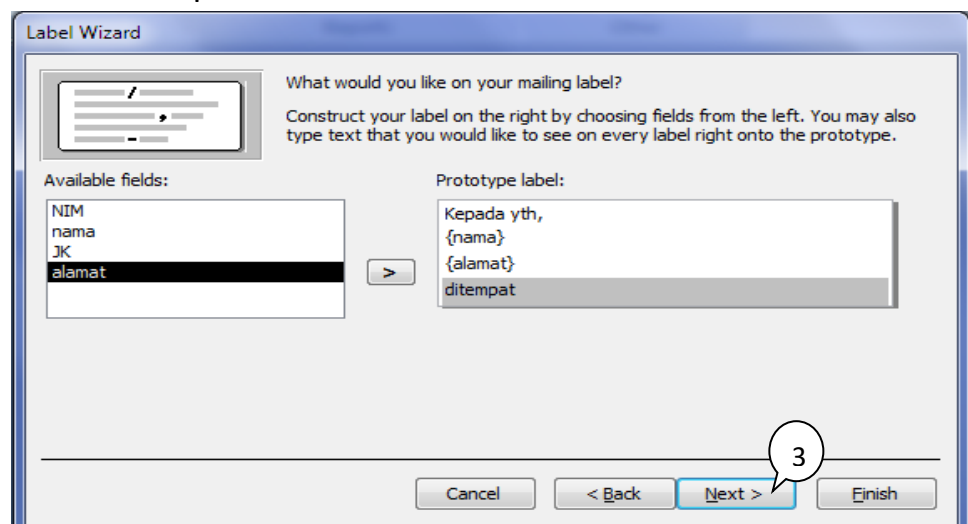 Label Wizard
What would you like on your mailing label?
Construct your label on the right by choosing fields from the left. You may also
type text that you would like to see on every label right onto the prototype.
Available fields:
Prototype label:
NIM
nama
JK
alamat
>
Kepada yth,
{nama}
{alamat}
ditempat
3
Cancel
< Back
Next >
Finish